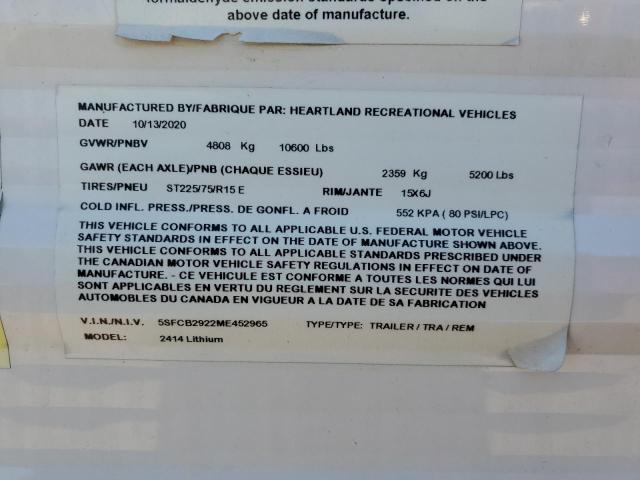 formaldehyde emission standards specified on the
above date of manufacture.
MANUFACTURED BY/FABRIQUE PAR: HEARTLAND RECREATIONAL VEHICLES
DATE 10/13/2020
GVWR/PNBV 4808 Kg 10600 Lbs
GAWR (EACH AXLE)/PNB (CHAQUE ESSIEU) 2359 Kg 5200 Lbs
TIRES/PNEU ST225/75/R15 E RIM/JANTE 15X6J
COLD INFL. PRESS./PRESS. DE GONFL. A FROID 552 KPA ( 80 PSI/LPC)
THIS VEHICLE CONFORMS TO ALL APPLICABLE U.S. FEDERAL MOTOR VEHICLE
SAFETY STANDARDS IN EFFECT ON THE DATE OF MANUFACTURE SHOWN ABOVE.
THIS VEHICLE CONFORMS TO ALL APPLICABLE STANDARDS PRESCRIBED UNDER
THE CANADIAN MOTOR VEHICLE SAFETY REGULATIONS IN EFFECT ON DATE OF
MANUFACTURE. - CE VEHICULE EST CONFORME A TOUTES LES NORMES QUI LUI
SONT APPLICABLES EN VERTU DU REGLEMENT SUR LA SECURITE DES VEHICLES
AUTOMOBLES DU CANADA EN VIGUEUR A LA DATE DE SA FABRICATION
V.I.N./N.I.V. 5SFCB2922ME452965 TYPE/TYPE: TRAILER / TRA / REM
MODEL: 2414 Lithium